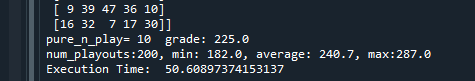 [ 9 39 47 36 10]
[16 32  7 17 30]]
pure_n_play= 10  grade: 225.0
num_playouts:200, min: 182.0, average: 240.7, max:287.0
Execution Time:  50.60897374153137